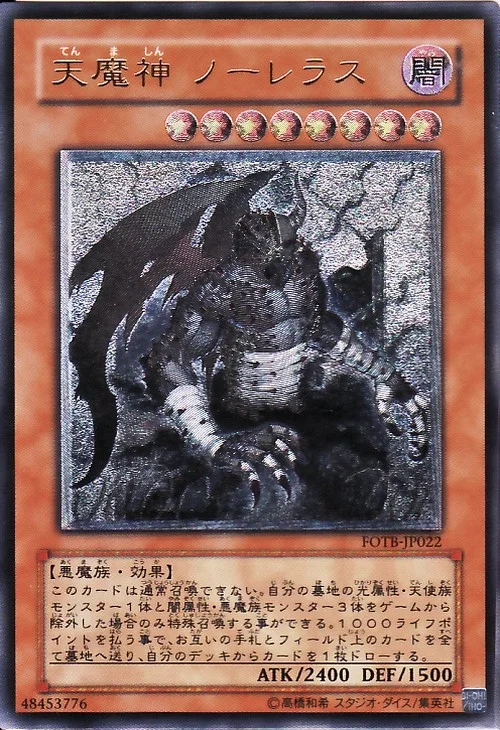 てん ま しん
天魔神 ノーレラス
闇
FOTB-JP022
【悪魔族・効果】
このカードは通常召喚できない。自分の墓地の光属性・天使族
モンスター1体と闇属性・悪魔族モンスター3体をゲームから
除外した場合のみ特殊召喚する事ができる。1000ライフポ
イントを払う事で、お互いの手札とフィールド上のカードを全
て墓地へ送り、自分のデッキからカードを1枚ドローする。
ATK/2400 DEF/1500
48453776 ©高橋和希 スタジオ・ダイス/集英社